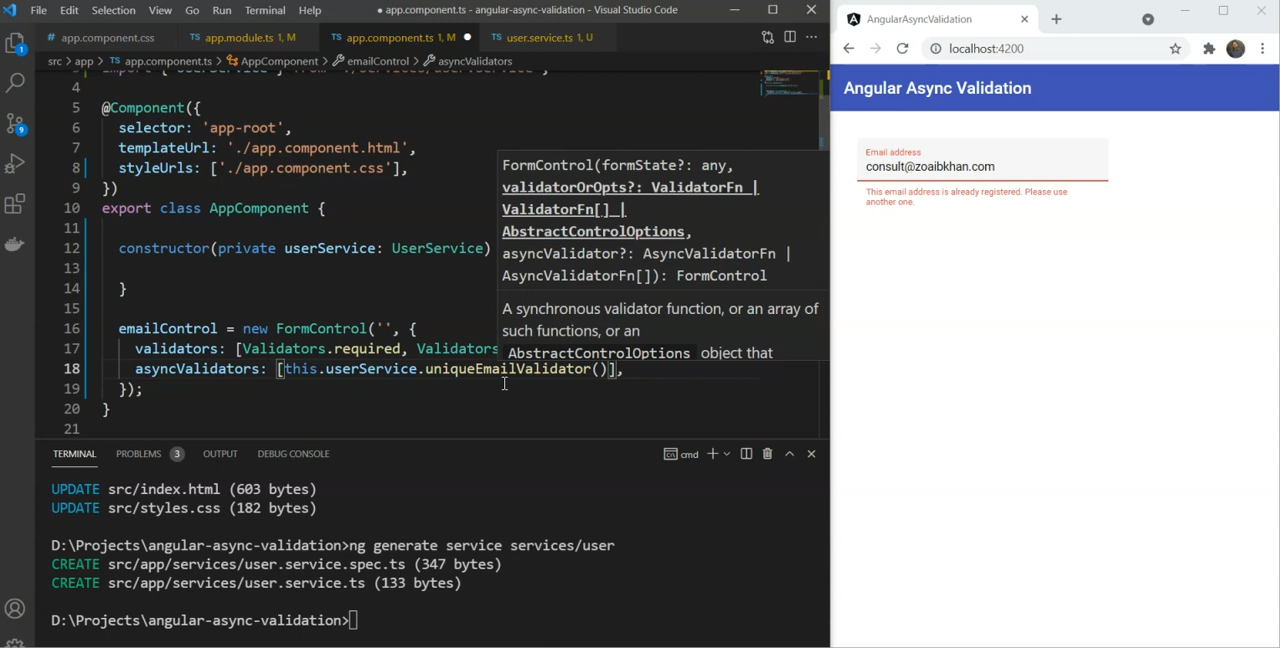 File Edit Selection View Go Run Terminal Help ● app.component.ts - angular-async-validation - Visual Studio Code
# app.component.css TS app.module.ts 1, M TS app.component.ts 1, M ● TS user.service.ts 1, U ···
src > app > TS app.component.ts > AppComponent > emailControl > asyncValidators
4
5 @Component({
6 selector: 'app-root',
7 templateUrl: './app.component.html',
8 styleUrls: ['./app.component.css'],
9 })
10 export class AppComponent {
11
12 constructor(private userService: UserService)
13
14 }
15
16 emailControl = new FormControl('', {
17 validators: [Validators.required, Validators
18 asyncValidators: [this.userService.uniqueEmailValidator()],
19 });
20 }
21
FormControl(formState?: any,
validatorOrOpts?: ValidatorFn |
ValidatorFn[] |
AbstractControlOptions,
asyncValidator?: AsyncValidatorFn |
AsyncValidatorFn[]): FormControl
A synchronous validator function, or an array of
such functions, or an
AbstractControlOptions object that
1
9
TERMINAL PROBLEMS 3 OUTPUT DEBUG CONSOLE cmd
UPDATE src/index.html (603 bytes)
UPDATE src/styles.css (182 bytes)
D:\Projects\angular-async-validation>ng generate service services/user
CREATE src/app/services/user.service.spec.ts (347 bytes)
CREATE src/app/services/user.service.ts (133 bytes)
D:\Projects\angular-async-validation>
AngularAsyncValidation
localhost:4200
Angular Async Validation
Email address
consult@zoaibkhan.com
This email address is already registered. Please use
another one.